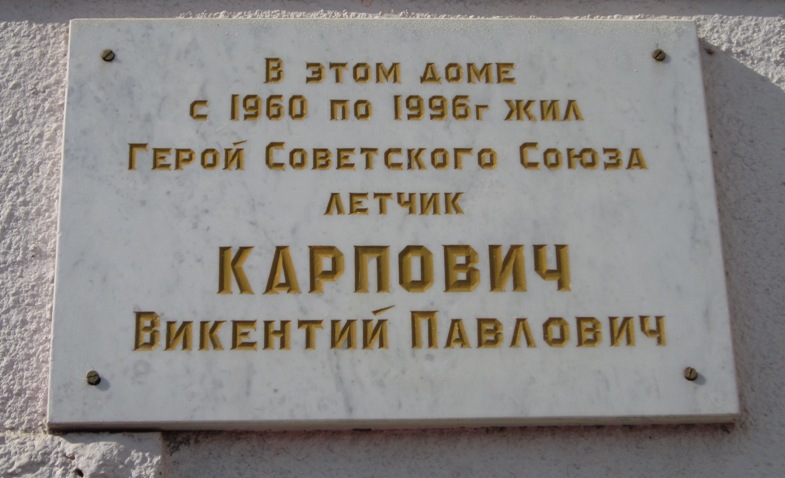 В этом доме
с 1960 по 1996г жил
Герой Советского Союза
летчик
КАРПОВИЧ
Викентий Павлович